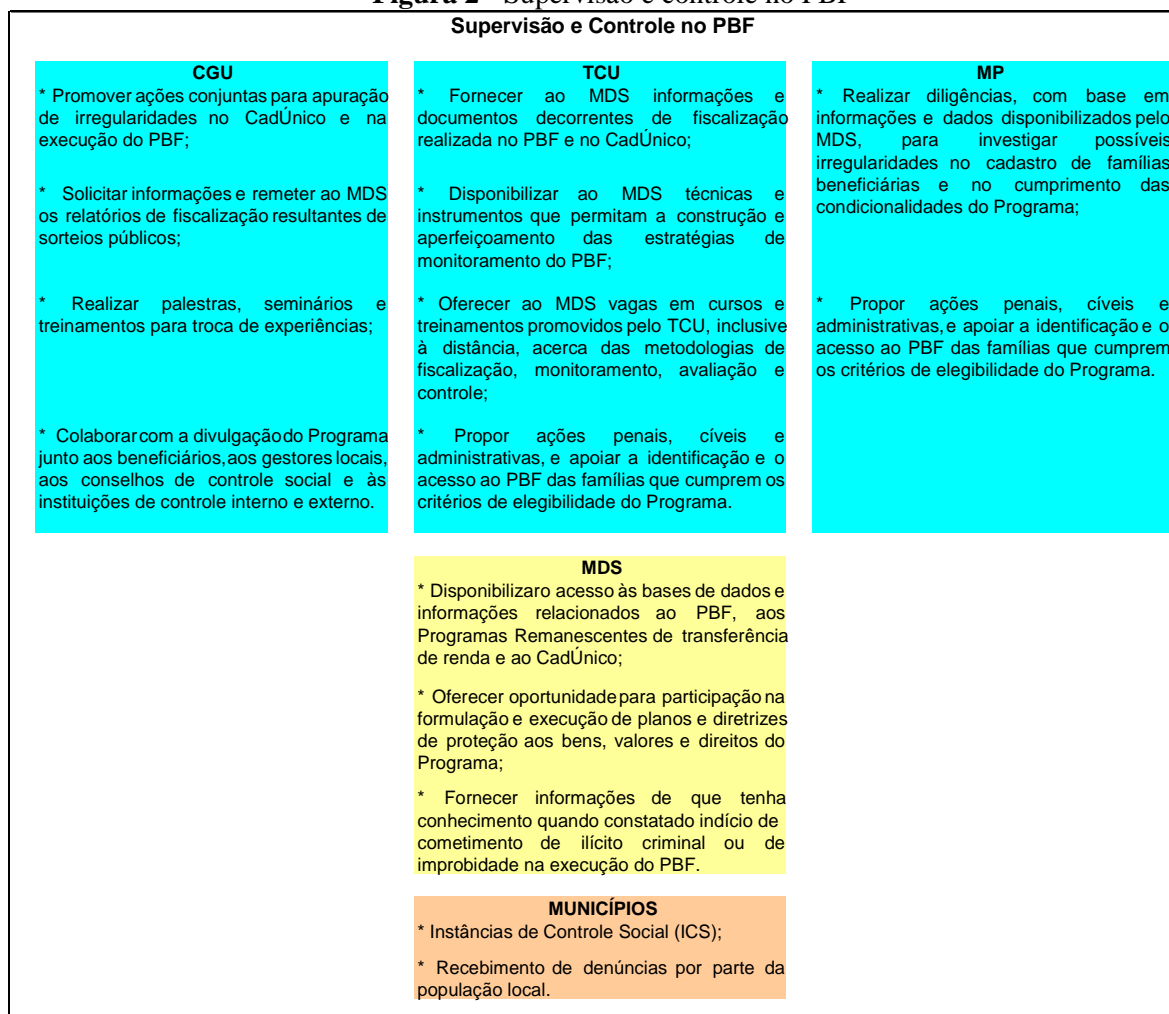 Figura 2 - Supervisão e controle no PBF
Supervisão e Controle no PBF
CGU
* Promover ações conjuntas para apuração
de irregularidades no CadÚnico e na
execução do PBF;
* Solicitar informações e remeter ao MDS
os relatórios de fiscalização resultantes de
sorteios públicos;
* Realizar palestras, seminários e
treinamentos para troca de experiências;
* Colaborar com a divulgação do Programa
junto aos beneficiários, aos gestores locais,
aos conselhos de controle social e às
instituições de controle interno e externo.
TCU
* Fornecer ao MDS informações e
documentos decorrentes de fiscalização
realizada no PBF e no CadÚnico;
* Disponibilizar ao MDS técnicas e
instrumentos que permitam a construção e
aperfeiçoamento das estratégias de
monitoramento do PBF;
* Oferecer ao MDS vagas em cursos e
treinamentos promovidos pelo TCU, inclusive
à distância, acerca das metodologias de
fiscalização, monitoramento, avaliação e
controle;
* Propor ações penais, cíveis e
administrativas, e apoiar a identificação e o
acesso ao PBF das famílias que cumprem os
critérios de elegibilidade do Programa.
MP
* Realizar diligências, com base em
informações e dados disponibilizados pelo
MDS, para investigar possíveis
irregularidades no cadastro de famílias
beneficiárias e no cumprimento das
condicionalidades do Programa;
* Propor ações penais, cíveis e
administrativas, e apoiar a identificação e o
acesso ao PBF das famílias que cumprem
os critérios de elegibilidade do Programa.
MDS
* Disponibilizar o acesso às bases de dados e
informações relacionados ao PBF, aos
Programas Remanescentes de transferência
de renda e ao CadÚnico;
* Oferecer oportunidade para participação na
formulação e execução de planos e diretrizes
de proteção aos bens, valores e direitos do
Programa;
* Fornecer informações de que tenha
conhecimento quando constatado indício de
cometimento de ilícito criminal ou de
improbidade na execução do PBF.
MUNICÍPIOS
* Instâncias de Controle Social (ICS);
* Recebimento de denúncias por parte da
população local.